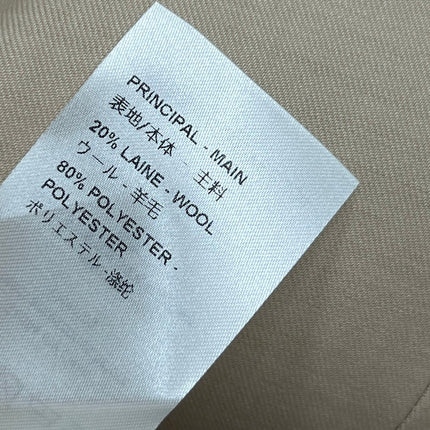 PRINCIPAL - MAIN
表地/本体 - 主料
20% LAINE - WOOL
ウール - 羊毛
80% POLYESTER -
POLYESTER
ポリエステル -涤纶